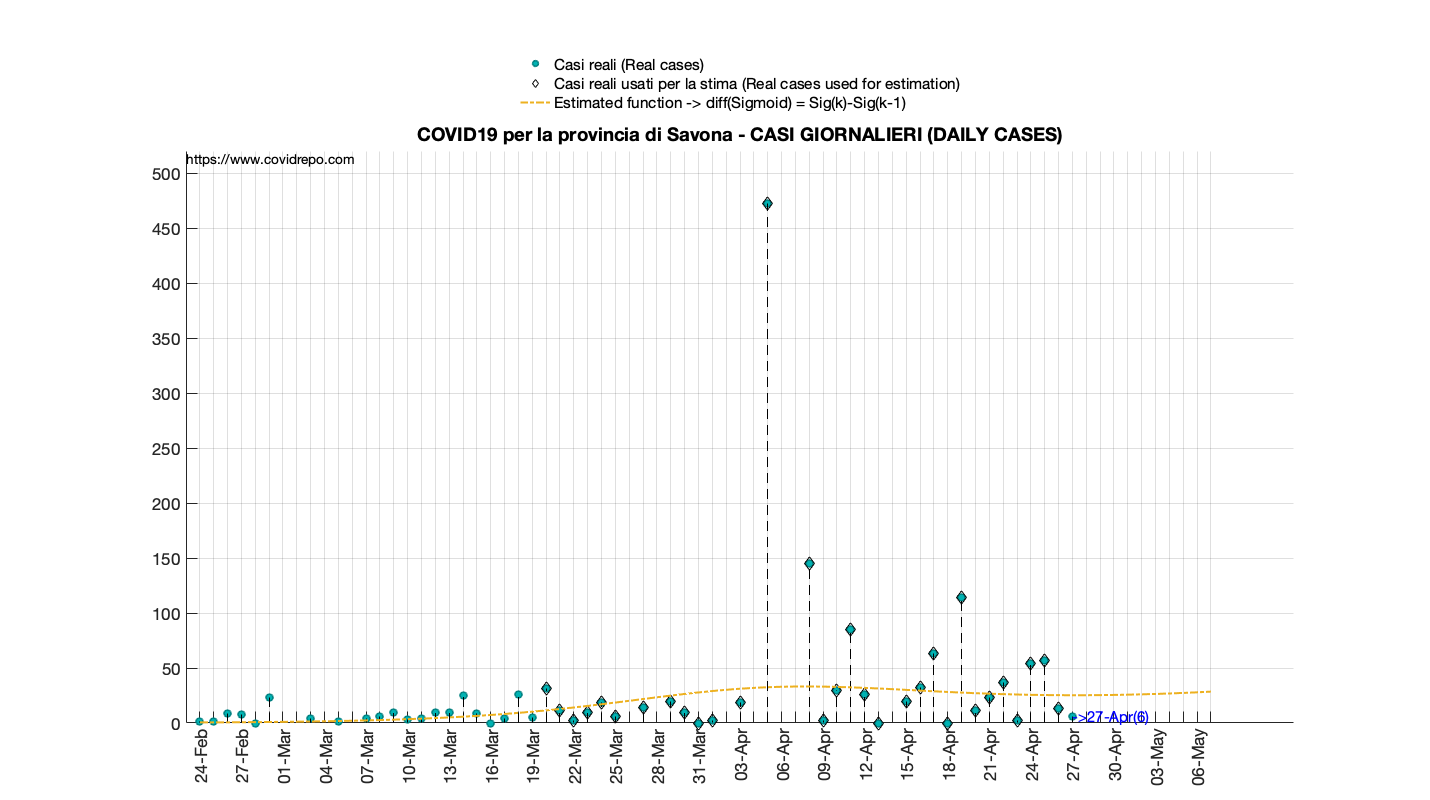 Casi reali (Real cases)
Casi reali usati per la stima (Real cases used for estimation)
Estimated function -> diff(Sigmoid) = Sig(k)-Sig(k-1)
COVID19 per la provincia di Savona - CASI GIORNALIERI (DAILY CASES)
https://www.covidrepo.com
500
450
400
350
300
250
200
150
100
50
0
->27-Apr(6)
24-Feb
27-Feb
01-Mar
04-Mar
07-Mar
10-Mar
13-Mar
16-Mar
19-Mar
22-Mar
25-Mar
28-Mar
31-Mar
03-Apr
06-Apr
09-Apr
12-Apr
15-Apr
18-Apr
21-Apr
24-Apr
27-Apr
30-Apr
03-May
06-May